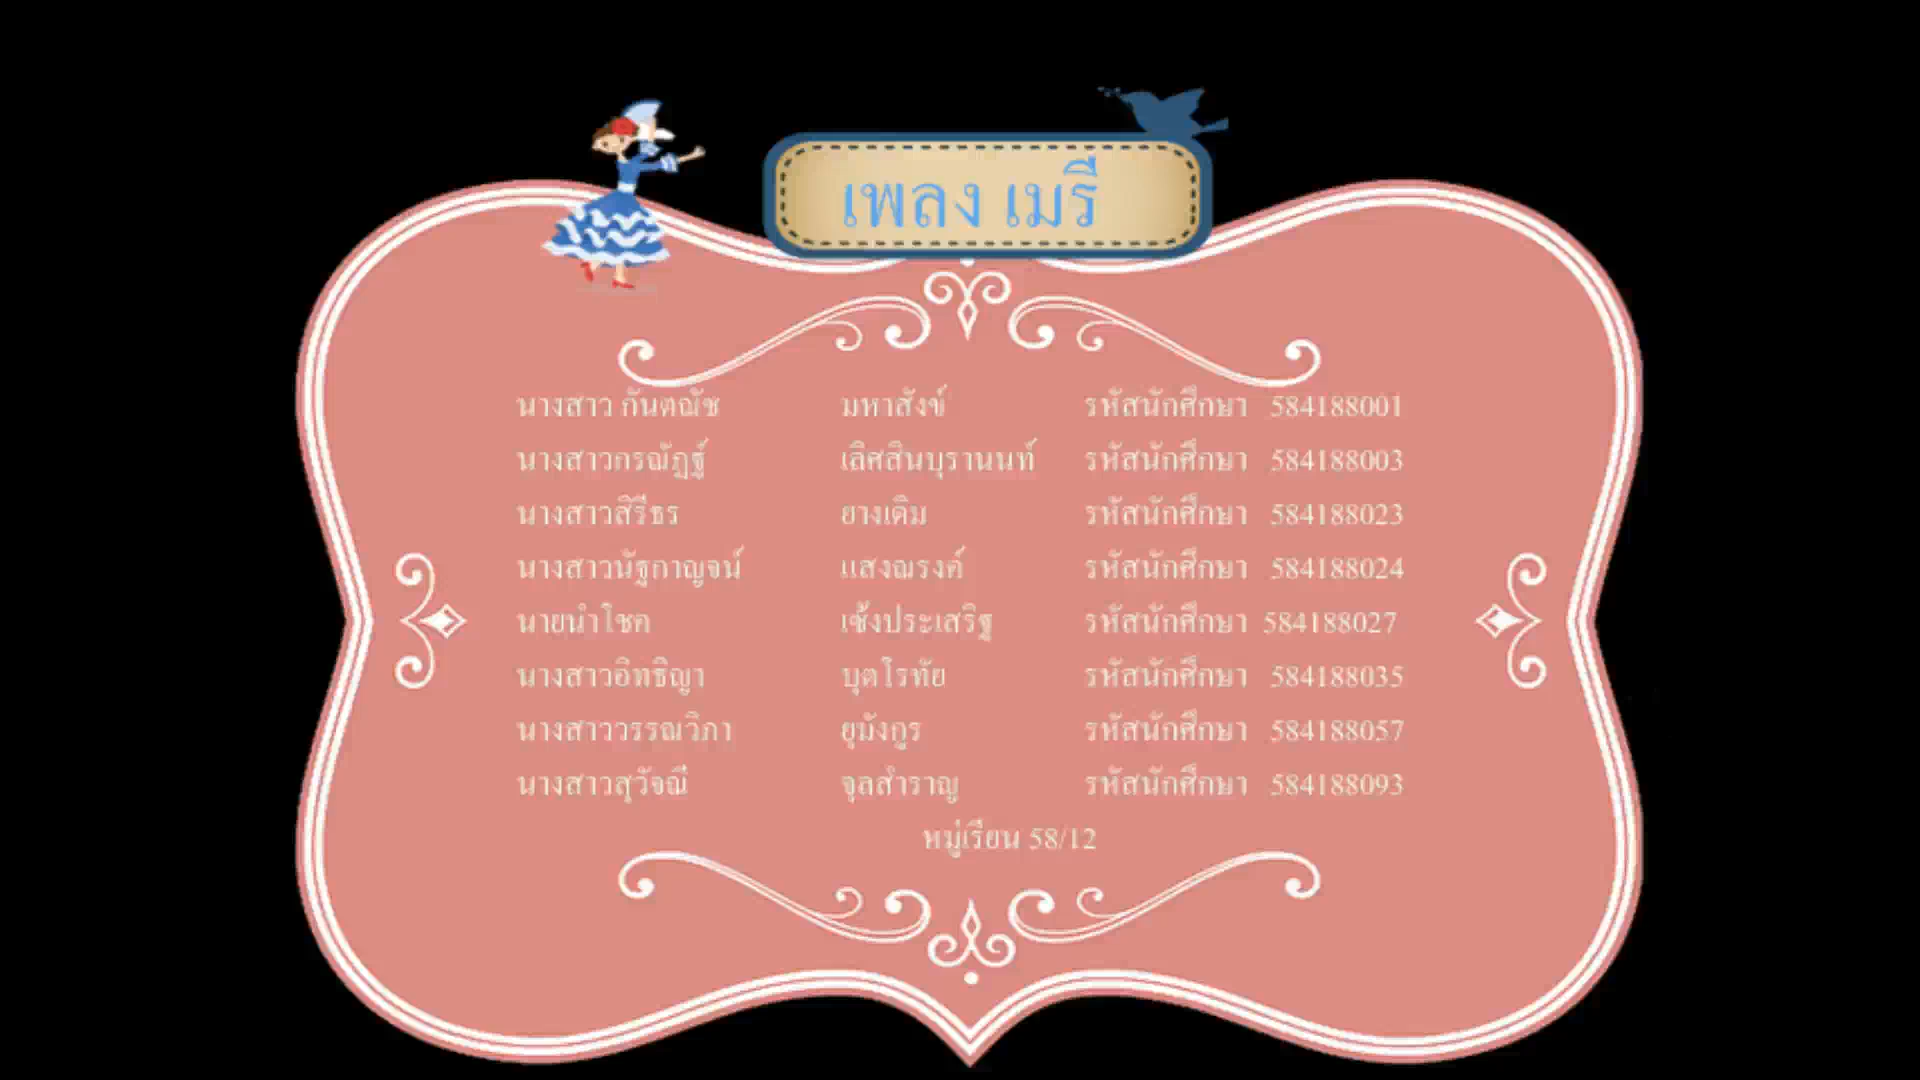 เพลง เมรี
นางสาว กันตณัช มหาสังข์ รหัสนักศึกษา 584188001
นางสาวกรณัฏฐ์ เลิศสินบุรานนท์ รหัสนักศึกษา 584188003
นางสาวสิรีธร ยางเดิม รหัสนักศึกษา 584188023
นางสาวนัฐกาญจน์ แสงณรงค์ รหัสนักศึกษา 584188024
นายนำโชค เซ้งประเสริฐ รหัสนักศึกษา 584188027
นางสาวอิทธิญา บุตโรทัย รหัสนักศึกษา 584188035
นางสาววรรณวิภา ยุมังกูร รหัสนักศึกษา 584188057
นางสาวสุวัจณี จุลสำราญ รหัสนักศึกษา 584188093
หมู่เรียน 58/12